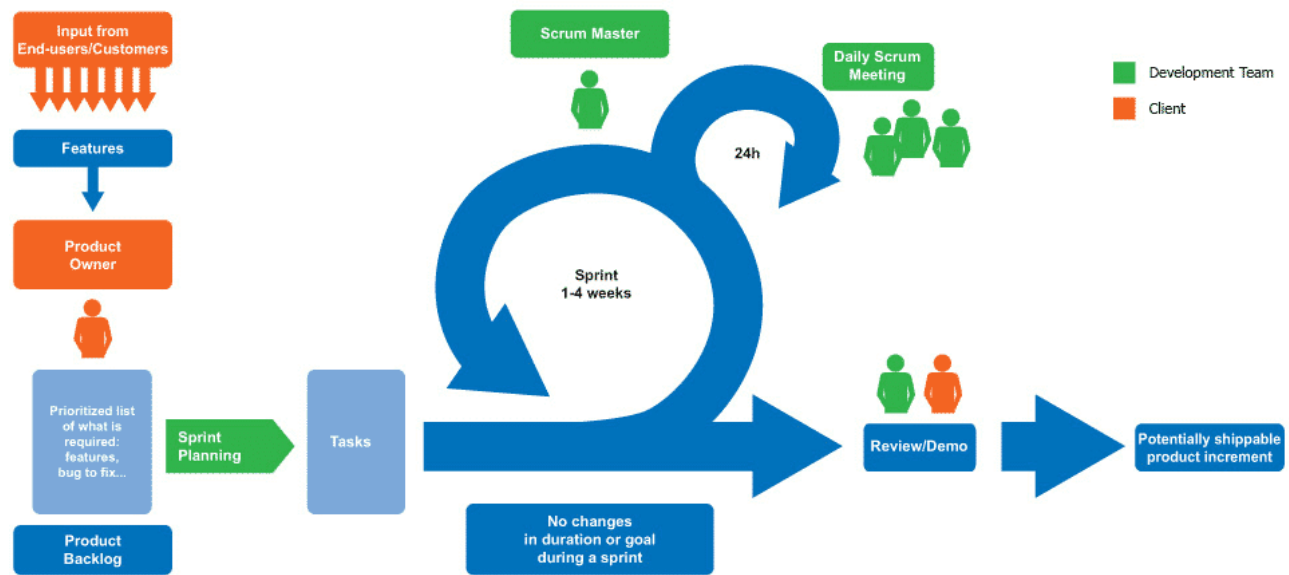 Input from
End-users/Customers
Features
Product
Owner
Prioritized list
of what is
required:
features,
bug to fix...
Product
Backlog
Sprint
Planning
Tasks
Scrum Master
Sprint
1-4 weeks
24h
Daily Scrum
Meeting
No changes
in duration or goal
during a sprint
Review/Demo
Potentially shippable
product increment
Development Team
Client